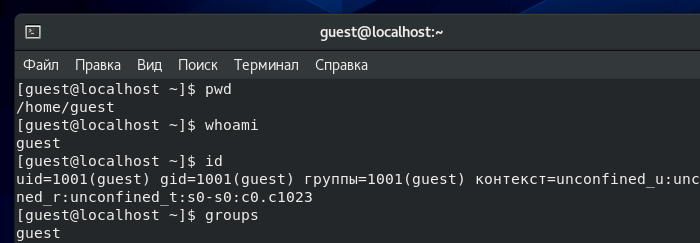 guest@localhost:~
Файл Правка Вид Поиск Терминал Справка
[guest@localhost ~]$ pwd
/home/guest
[guest@localhost ~]$ whoami
guest
[guest@localhost ~]$ id
uid=1001(guest) gid=1001(guest) группы=1001(guest) контекст=unconfined_u:unc
ned_r:unconfined_t:s0-s0:c0.c1023
[guest@localhost ~]$ groups
guest